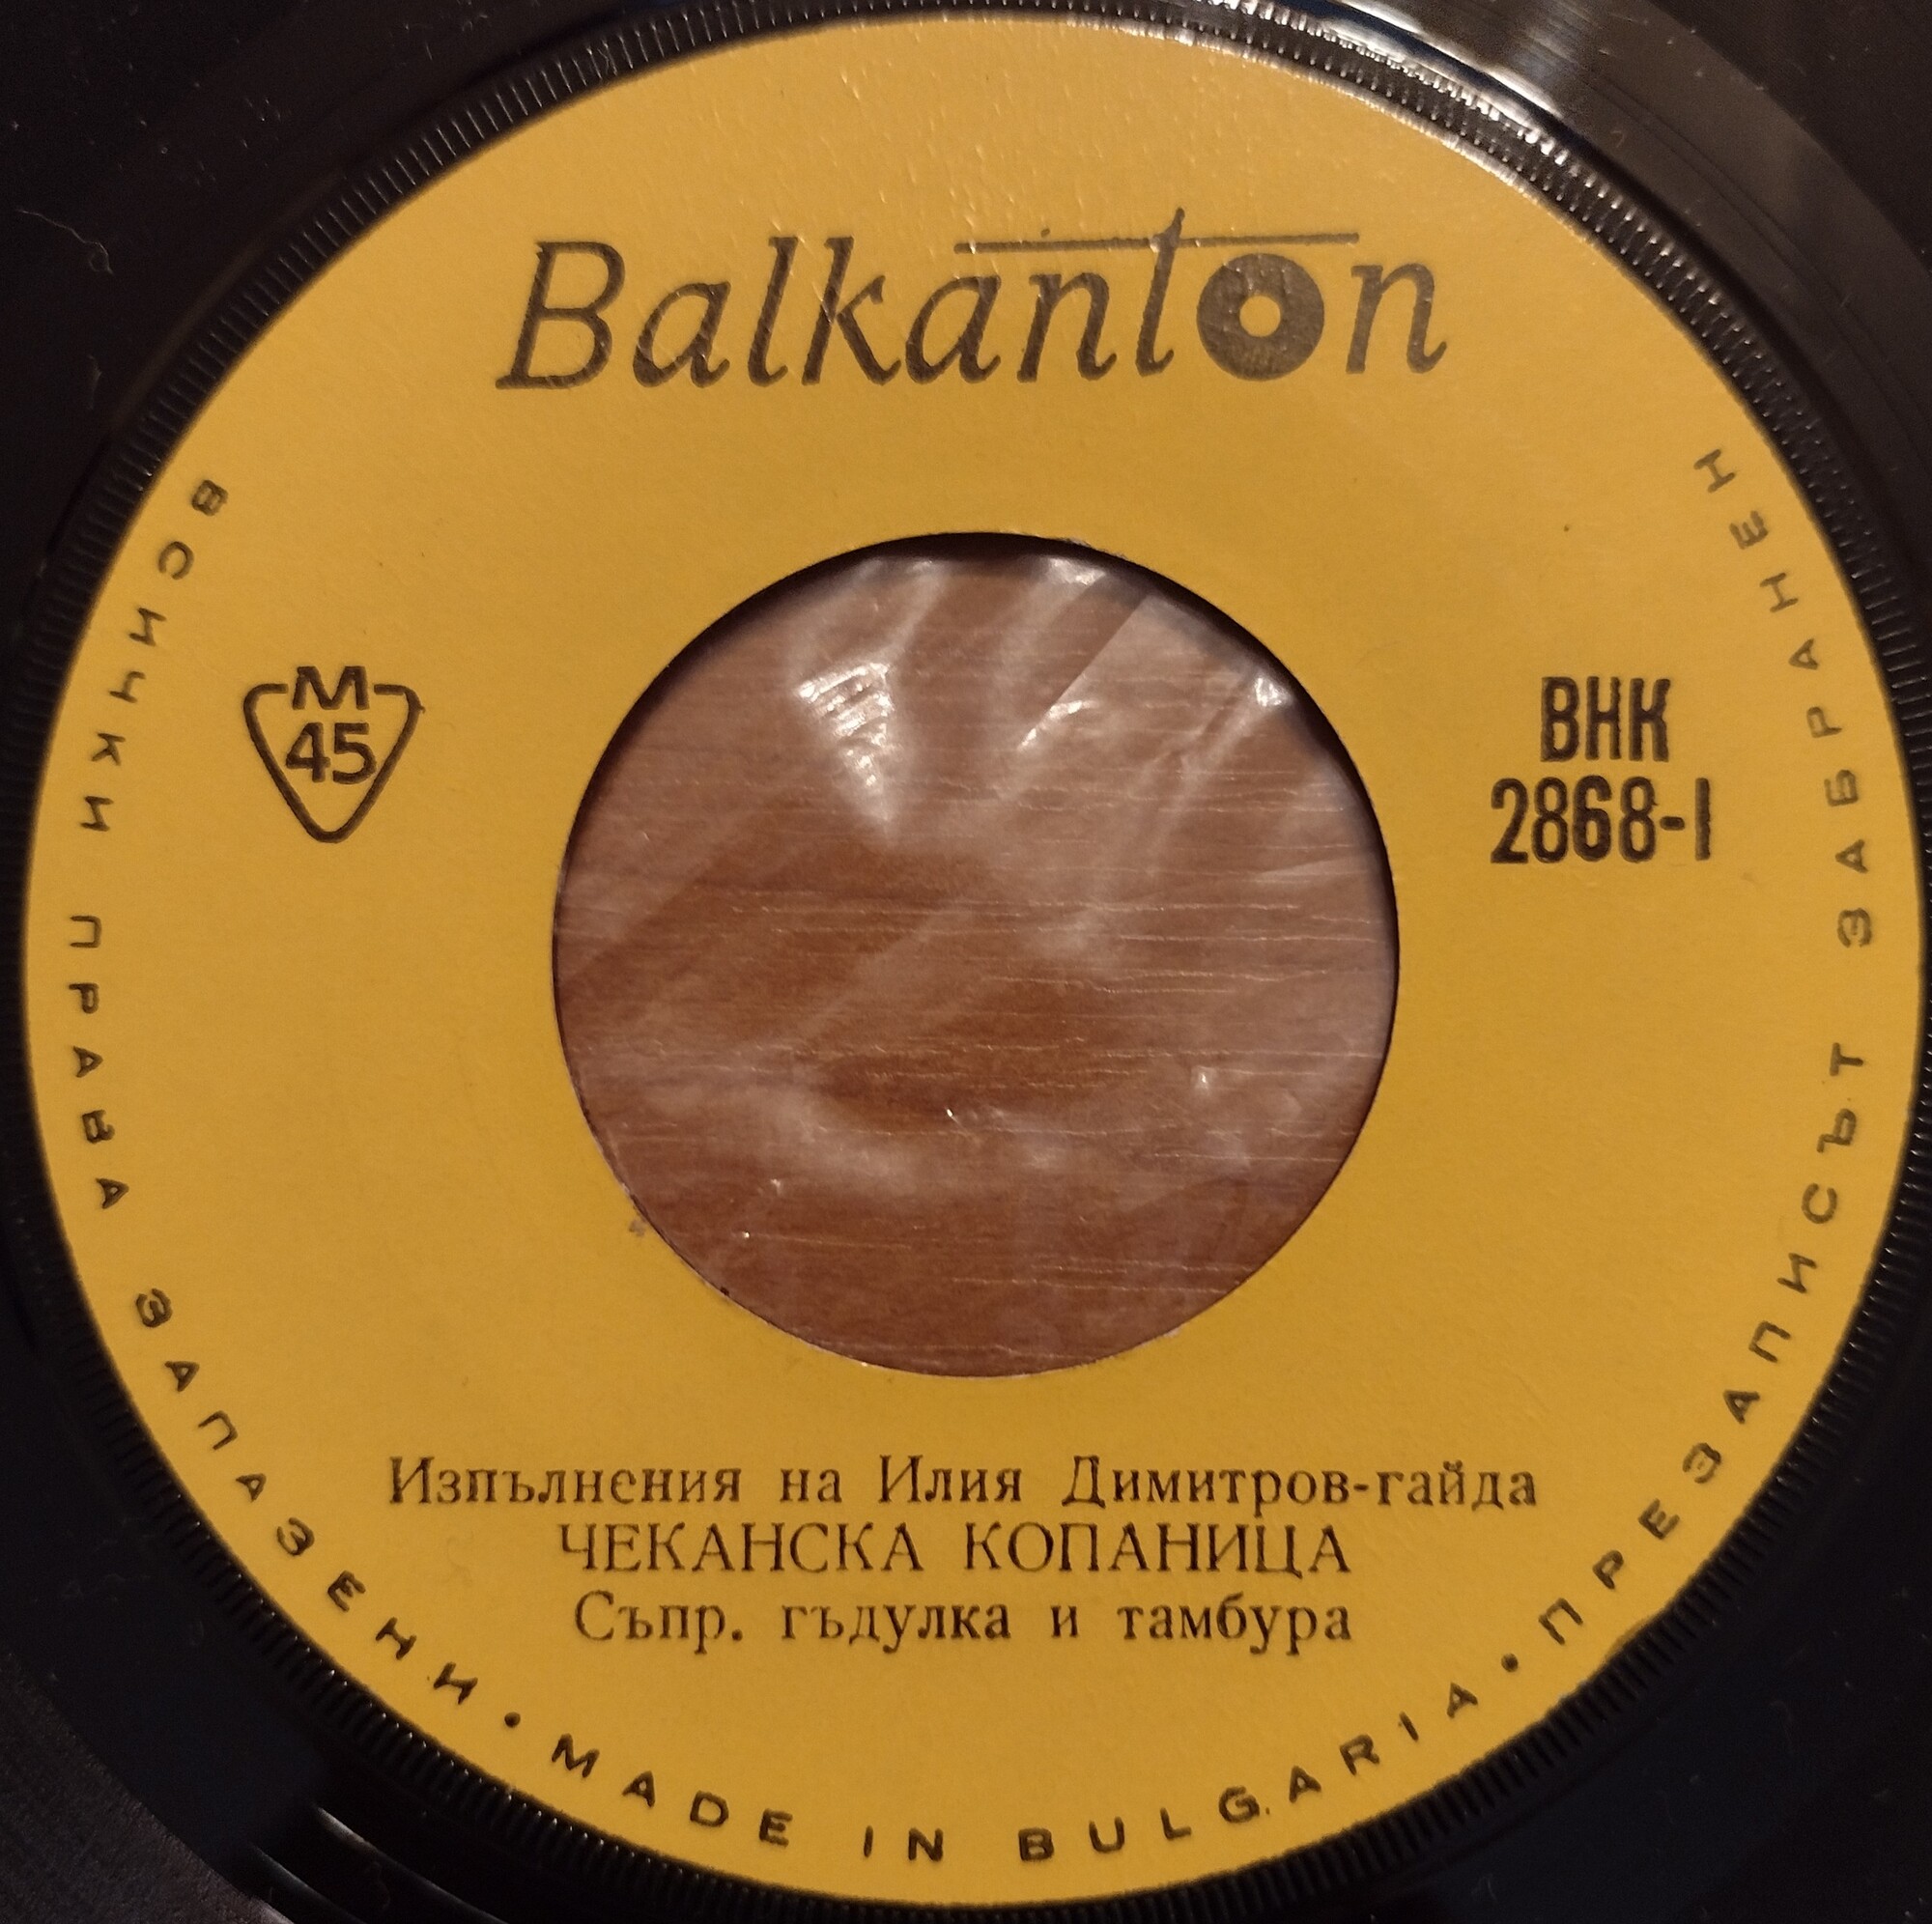 Balkanton
М
45
ВНК
2868-1
Изпълнения на Илия Димитров-гайда
ЧЕКАНСКА КОПАНИЦА
Съпр. гъдулка и тамбура
ВСИЧКИ ПРАВА ЗАПАЗЕНИ • MADE IN BULGARIA • ПРЕЗАПИСЪТ ЗАБРАНЕН